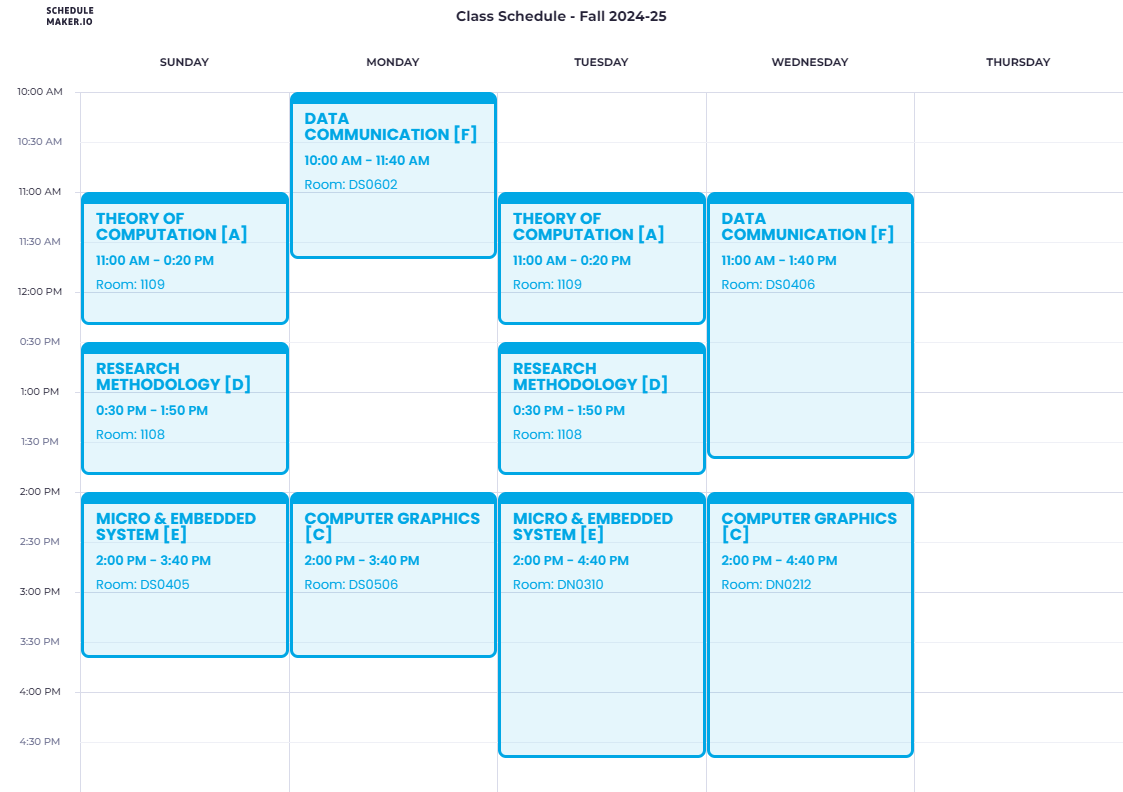 SCHEDULE
MAKER.IO
Class Schedule - Fall 2024-25
SUNDAY
MONDAY
TUESDAY
WEDNESDAY
THURSDAY
10:00 AM
10:30 AM
11:00 AM
11:30 AM
12:00 PM
0:30 PM
1:00 PM
1:30 PM
2:00 PM
2:30 PM
3:00 PM
3:30 PM
4:00 PM
4:30 PM
THEORY OF
COMPUTATION [A]
11:00 AM - 0:20 PM
Room: 1109
RESEARCH
METHODOLOGY [D]
0:30 PM - 1:50 PM
Room: 1108
MICRO & EMBEDDED
SYSTEM [E]
2:00 PM - 3:40 PM
Room: DS0405
DATA
COMMUNICATION [F]
10:00 AM - 11:40 AM
Room: DS0602
COMPUTER GRAPHICS
[C]
2:00 PM - 3:40 PM
Room: DS0506
THEORY OF
COMPUTATION [A]
11:00 AM - 0:20 PM
Room: 1109
RESEARCH
METHODOLOGY [D]
0:30 PM - 1:50 PM
Room: 1108
MICRO & EMBEDDED
SYSTEM [E]
2:00 PM - 4:40 PM
Room: DN0310
DATA
COMMUNICATION [F]
11:00 AM - 1:40 PM
Room: DS0406
COMPUTER GRAPHICS
[C]
2:00 PM - 4:40 PM
Room: DN0212